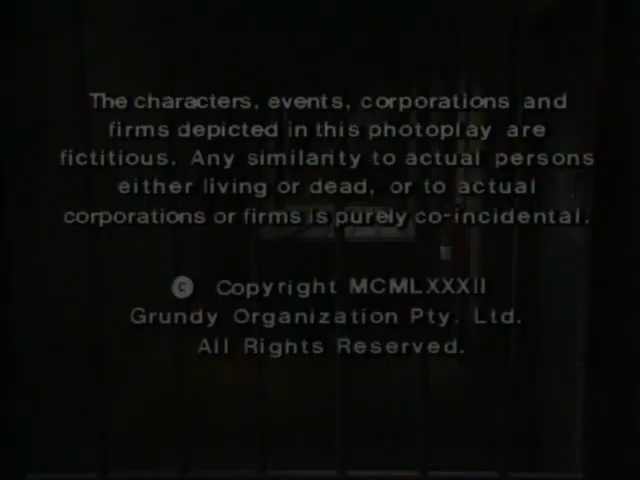 The characters, events, corporations and
firms depicted in this photoplay are
fictitious. Any similarity to actual persons
either living or dead, or to actual
corporations or firms is purely co-incidental.
© Copyright MCMLXXXII
Grundy Organization Pty. Ltd.
All Rights Reserved.